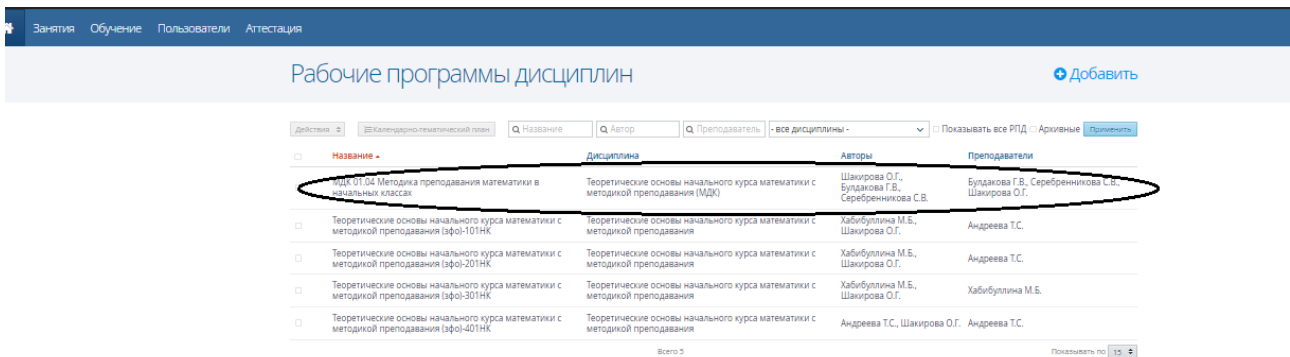 Занятия Обучение Пользователи Аттестация
Рабочие программы дисциплин
Добавить
Действия Календарно-тематический план Название Автор Преподаватель - все дисциплины - Показывать все РПД Архивные Применить
Название Дисциплина Авторы Преподаватели
МДК 01.04 Методика преподавания математики в
начальных классах
Теоретические основы начального курса математики с
методикой преподавания (МДК)
Шакирова О.Г.,
Булдакова Г.В.,
Серебренникова С.В.
Булдакова Г.В., Серебренникова С.В.,
Шакирова О.Г.
Теоретические основы начального курса математики с
методикой преподавания (зфо)-101НК
Теоретические основы начального курса математики с
методикой преподавания
Хабибуллина М.Б.,
Шакирова О.Г.
Андреева Т.С.
Теоретические основы начального курса математики с
методикой преподавания (зфо)-201НК
Теоретические основы начального курса математики с
методикой преподавания
Хабибуллина М.Б.,
Шакирова О.Г.
Андреева Т.С.
Теоретические основы начального курса математики с
методикой преподавания (зфо)-301НК
Теоретические основы начального курса математики с
методикой преподавания
Хабибуллина М.Б.,
Шакирова О.Г.
Хабибуллина М.Б.
Теоретические основы начального курса математики с
методикой преподавания (зфо)-401НК
Теоретические основы начального курса математики с
методикой преподавания
Андреева Т.С., Шакирова О.Г.
Андреева Т.С.
Всего 5
Показывать по 15